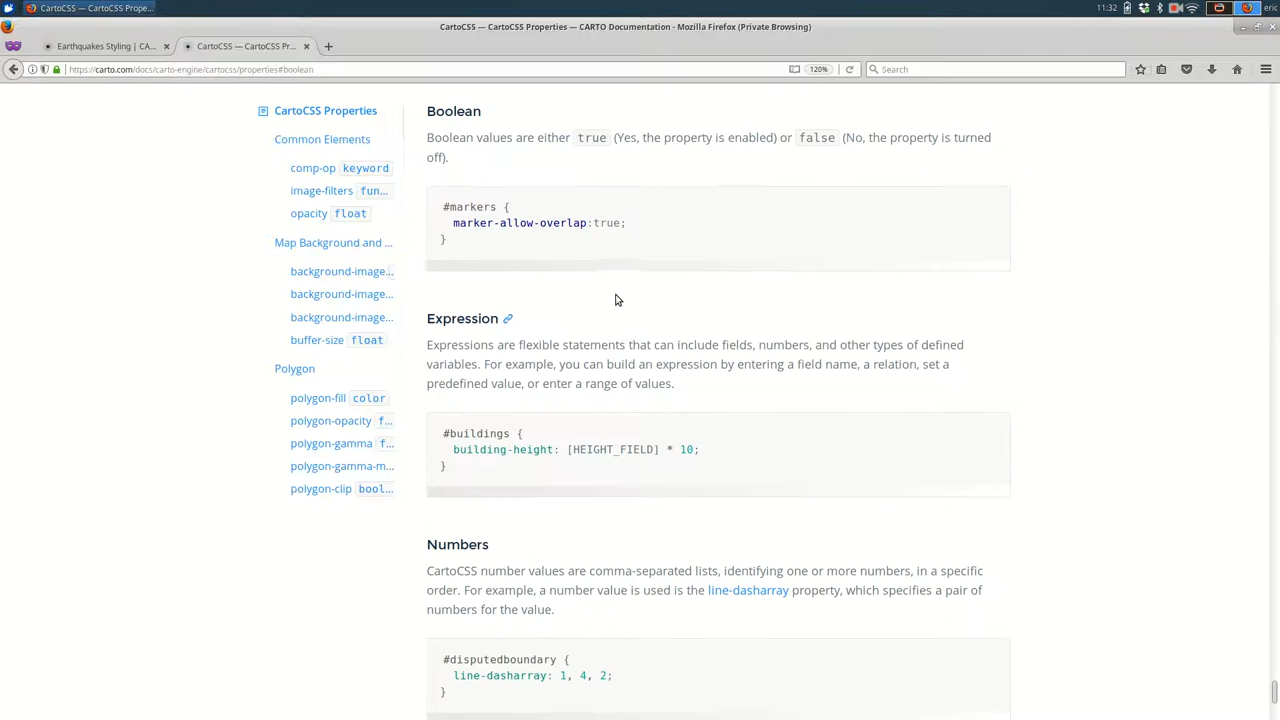 CartoCSS — CartoCSS Prope...
11:32
eric
CartoCSS — CartoCSS Properties — CARTO Documentation - Mozilla Firefox (Private Browsing)
Earthquakes Styling | CA... ×
CartoCSS — CartoCSS Pr... ×
https://carto.com/docs/carto-engine/cartocss/properties#boolean
120%
Search
CartoCSS Properties
Common Elements
comp-op keyword
image-filters fun...
opacity float
Map Background and ...
background-image...
background-image...
background-image...
buffer-size float
Polygon
polygon-fill color
polygon-opacity f...
polygon-gamma f...
polygon-gamma-m...
polygon-clip bool...
Boolean
Boolean values are either true (Yes, the property is enabled) or false (No, the property is turned
off).
#markers {
marker-allow-overlap:true;
}
Expression
Expressions are flexible statements that can include fields, numbers, and other types of defined
variables. For example, you can build an expression by entering a field name, a relation, set a
predefined value, or enter a range of values.
#buildings {
building-height: [HEIGHT_FIELD] * 10;
}
Numbers
CartoCSS number values are comma-separated lists, identifying one or more numbers, in a specific
order. For example, a number value is used is the line-dasharray property, which specifies a pair of
numbers for the value.
#disputedboundary {
line-dasharray: 1, 4, 2;
}